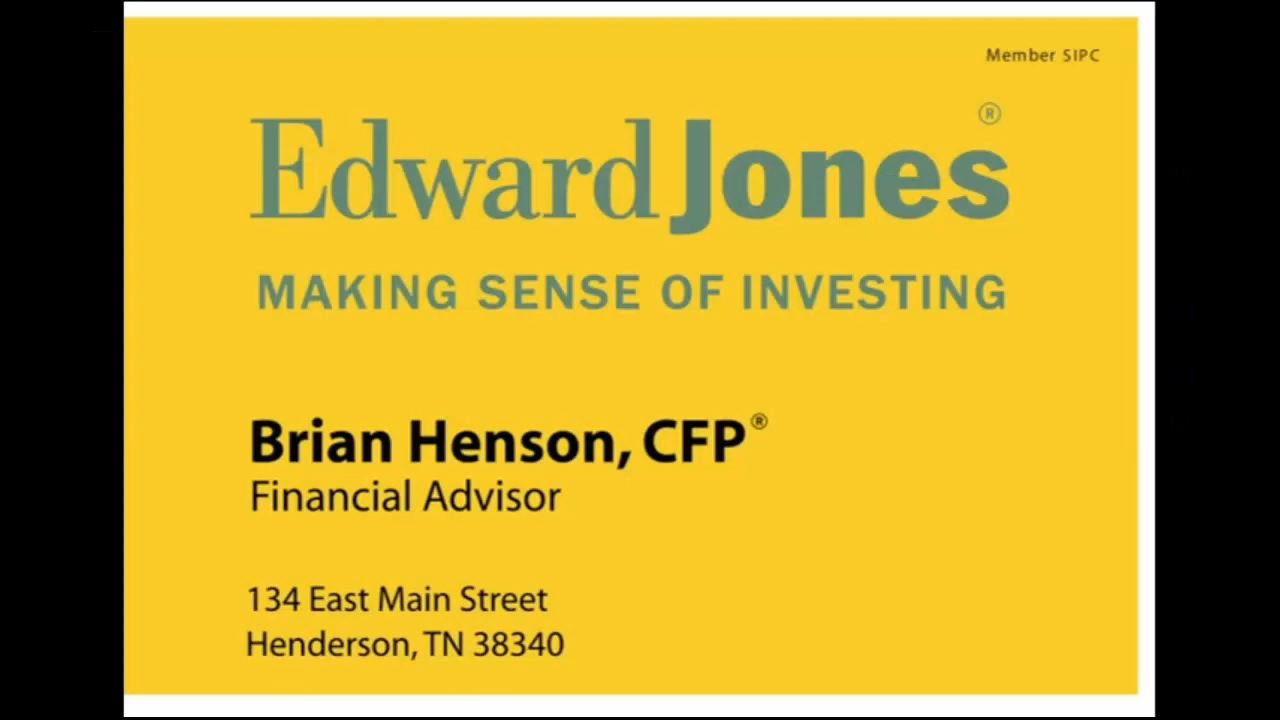 Member SIPC
Edward Jones®
MAKING SENSE OF INVESTING
Brian Henson, CFP®
Financial Advisor
134 East Main Street
Henderson, TN 38340